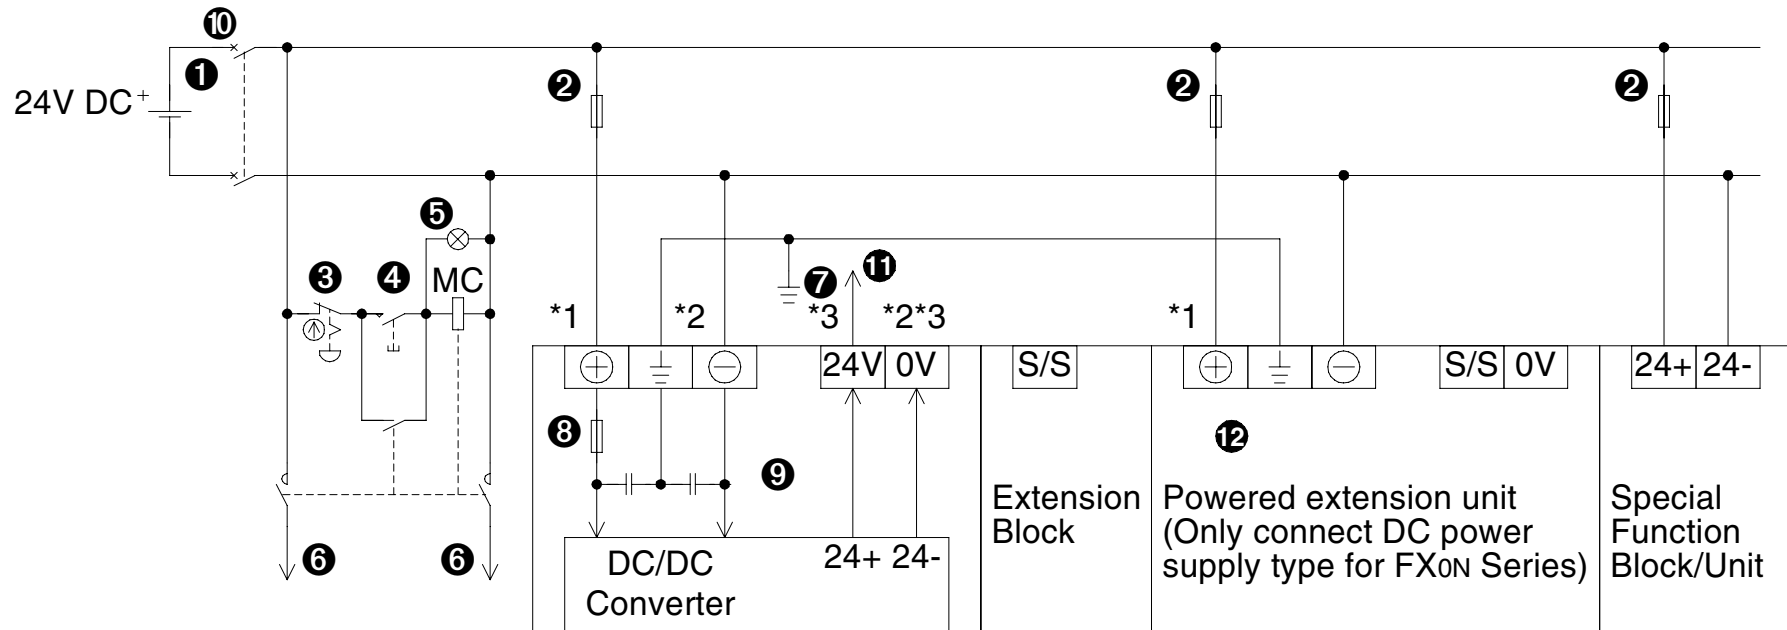 ❿
❶
24V DC +
❷ ❷ ❷
❺
❸ ❹ MC
❼ ⓫
*1 *2 *3 *2*3 *1
24V 0V S/S S/S 0V 24+ 24-
❽
⓬
❾
Extension
Block
Powered extension unit
(Only connect DC power
supply type for FX0N Series)
Special
Function
Block/Unit
❻ ❻
DC/DC
Converter
24+ 24-